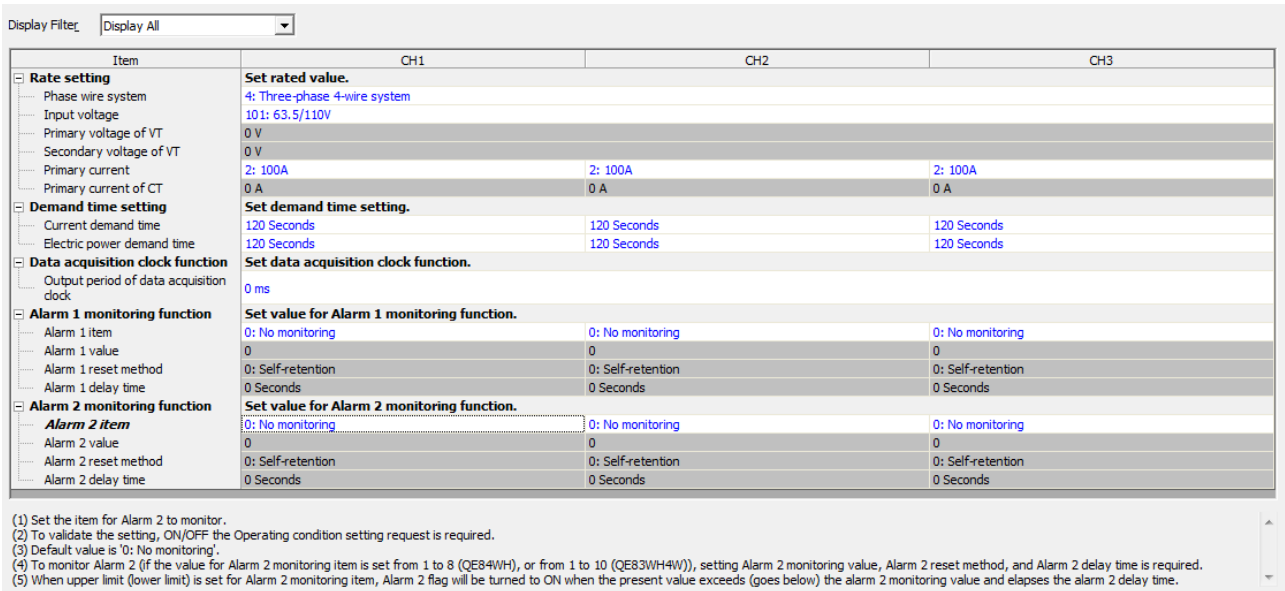 Display Filter Display All
Item CH1 CH2 CH3
Rate setting Set rated value.
Phase wire system 4: Three-phase 4-wire system
Input voltage 101: 63.5/110V
Primary voltage of VT 0 V
Secondary voltage of VT 0 V
Primary current 2: 100A 2: 100A 2: 100A
Primary current of CT 0 A 0 A 0 A
Demand time setting Set demand time setting.
Current demand time 120 Seconds 120 Seconds 120 Seconds
Electric power demand time 120 Seconds 120 Seconds 120 Seconds
Data acquisition clock function Set data acquisition clock function.
Output period of data acquisition
clock 0 ms
Alarm 1 monitoring function Set value for Alarm 1 monitoring function.
Alarm 1 item 0: No monitoring 0: No monitoring 0: No monitoring
Alarm 1 value 0 0 0
Alarm 1 reset method 0: Self-retention 0: Self-retention 0: Self-retention
Alarm 1 delay time 0 Seconds 0 Seconds 0 Seconds
Alarm 2 monitoring function Set value for Alarm 2 monitoring function.
Alarm 2 item 0: No monitoring 0: No monitoring 0: No monitoring
Alarm 2 value 0 0 0
Alarm 2 reset method 0: Self-retention 0: Self-retention 0: Self-retention
Alarm 2 delay time 0 Seconds 0 Seconds 0 Seconds
(1) Set the item for Alarm 2 to monitor.
(2) To validate the setting, ON/OFF the Operating condition setting request is required.
(3) Default value is '0: No monitoring'.
(4) To monitor Alarm 2 (if the value for Alarm 2 monitoring item is set from 1 to 8 (QE84WH), or from 1 to 10 (QE83WH4W)), setting Alarm 2 monitoring value, Alarm 2 reset method, and Alarm 2 delay time is required.
(5) When upper limit (lower limit) is set for Alarm 2 monitoring item, Alarm 2 flag will be turned to ON when the present value exceeds (goes below) the alarm 2 monitoring value and elapses the alarm 2 delay time.